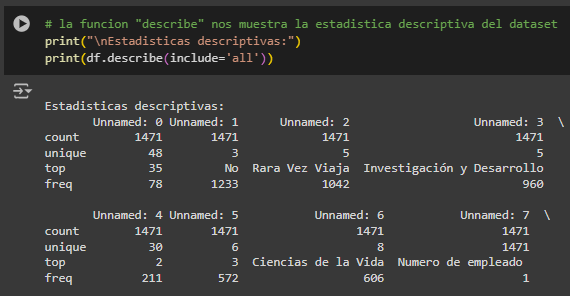 # la funcion "describe" nos muestra la estadistica descriptiva del dataset
print("\nEstadisticas descriptivas:")
print(df.describe(include='all'))
Estadisticas descriptivas:
Unnamed: 0 Unnamed: 1 Unnamed: 2 Unnamed: 3 \
count 1471 1471 1471 1471
unique 48 3 5 5
top 35 No Rara Vez Viaja Investigación y Desarrollo
freq 78 1233 1042 960
Unnamed: 4 Unnamed: 5 Unnamed: 6 Unnamed: 7 \
count 1471 1471 1471 1471
unique 30 6 8 1471
top 2 3 Ciencias de la Vida Numero de empleado
freq 211 572 606 1